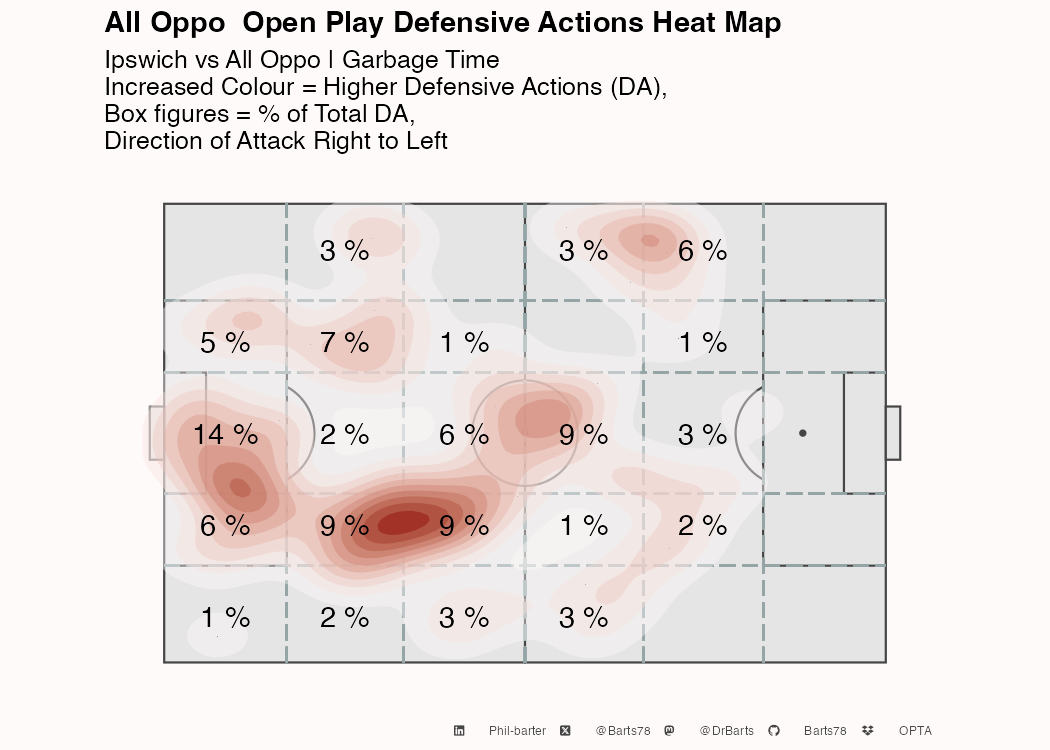 All Oppo  Open Play Defensive Actions Heat Map
Ipswich vs All Oppo | Garbage Time
Increased Colour = Higher Defensive Actions (DA),
Box figures = % of Total DA,
Direction of Attack Right to Left
3 % 3 % 6 %
5 % 7 % 1 % 1 %
14 % 2 % 6 % 9 % 3 %
6 % 9 % 9 % 1 % 2 %
1 % 2 % 3 % 3 %
Phil-barter @Barts78 @DrBarts Barts78 OPTA